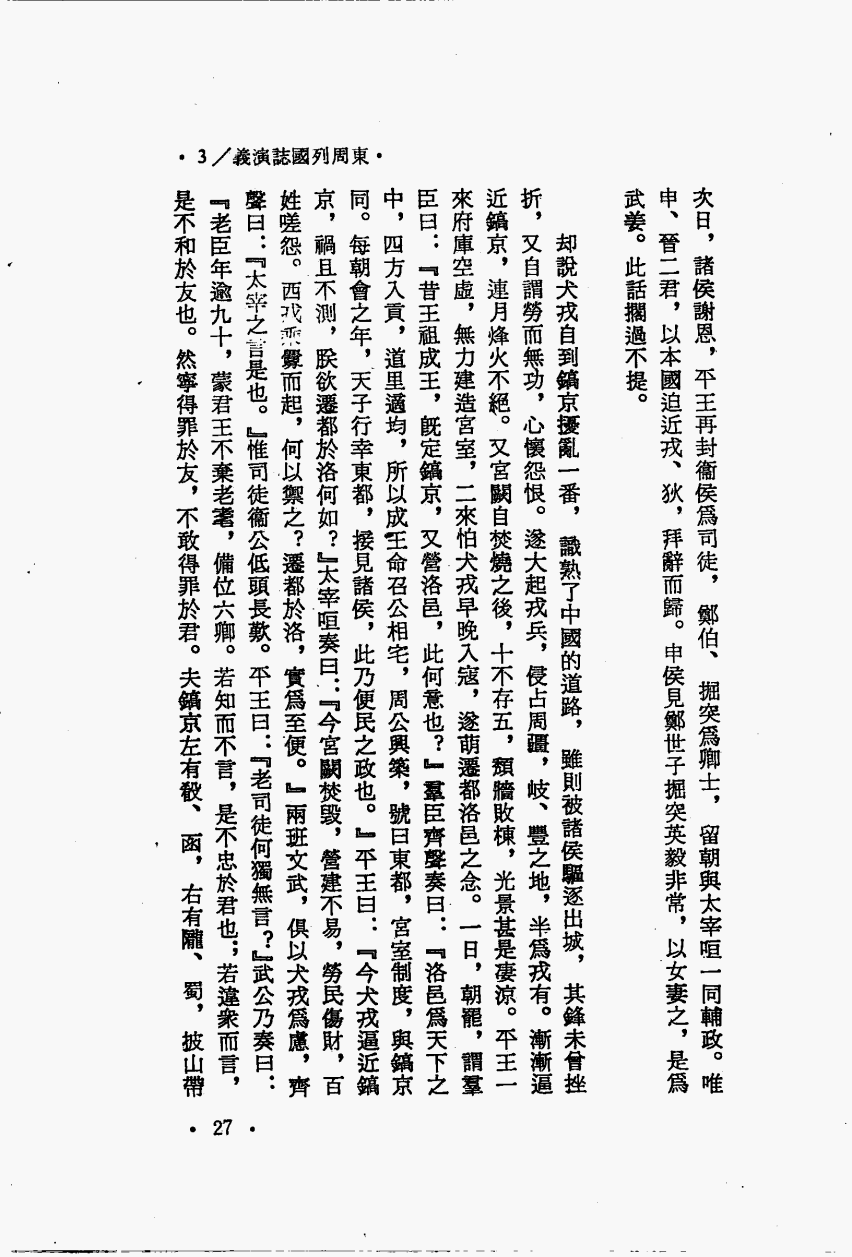 ・東周列國誌演義/3・
次日，諸侯謝恩，平王再封衞侯爲司徒，鄭伯、掘突爲卿士，留朝與太宰咺一同輔政。唯
申、晉二君，以本國迫近戎、狄，拜辭而歸。申侯見鄭世子掘突英毅非常，以女妻之，是爲
武姜。此話擱過不提。
却說犬戎自到鎬京擾亂一番，識熟了中國的道路，雖則被諸侯驅逐出城，其鋒未曾挫
折，又自謂勞而無功，心懷怨恨。遂大起戎兵，侵占周疆，岐、豐之地，半爲戎有。漸漸逼
近鎬京，連月烽火不絕。又宮闕自焚燒之後，十不存五，頹牆敗棟，光景甚是淒涼。平王一
來府庫空虛，無力建造宮室，二來怕犬戎早晚入寇，遂萌遷都洛邑之念。一日，朝罷，謂羣
臣曰：『昔王祖成王，旣定鎬京，又營洛邑，此何意也？』羣臣齊聲奏曰：『洛邑爲天下之
中，四方入貢，道里適均，所以成王命召公相宅，周公興築，號曰東都，宮室制度，與鎬京
同。每朝會之年，天子行幸東都，接見諸侯，此乃便民之政也。』平王曰：『今犬戎逼近鎬
京，禍且不測，朕欲遷都於洛何如？』太宰咺奏曰：『今宮闕焚毀，營建不易，勞民傷財，百
姓嗟怨。西戎乘釁而起，何以禦之？遷都於洛，實爲至便。』兩班文武，俱以犬戎爲慮，齊
聲曰：『太宰之言是也。』惟司徒衞公低頭長歎。平王曰：『老司徒何獨無言？』武公乃奏曰：
『老臣年逾九十，蒙君王不棄老耄，備位六卿。若知而不言，是不忠於君也；若違衆而言，
是不和於友也。然寧得罪於友，不敢得罪於君。夫鎬京左有殽、函，右有隴、蜀，披山帶
・27・